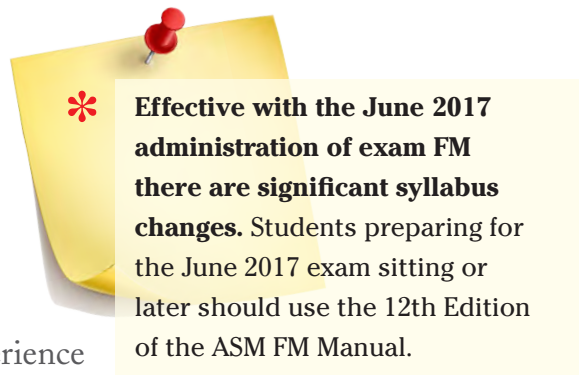 * Effective with the June 2017
administration of exam FM
there are significant syllabus
changes. Students preparing for
the June 2017 exam sitting or
later should use the 12th Edition
of the ASM FM Manual.